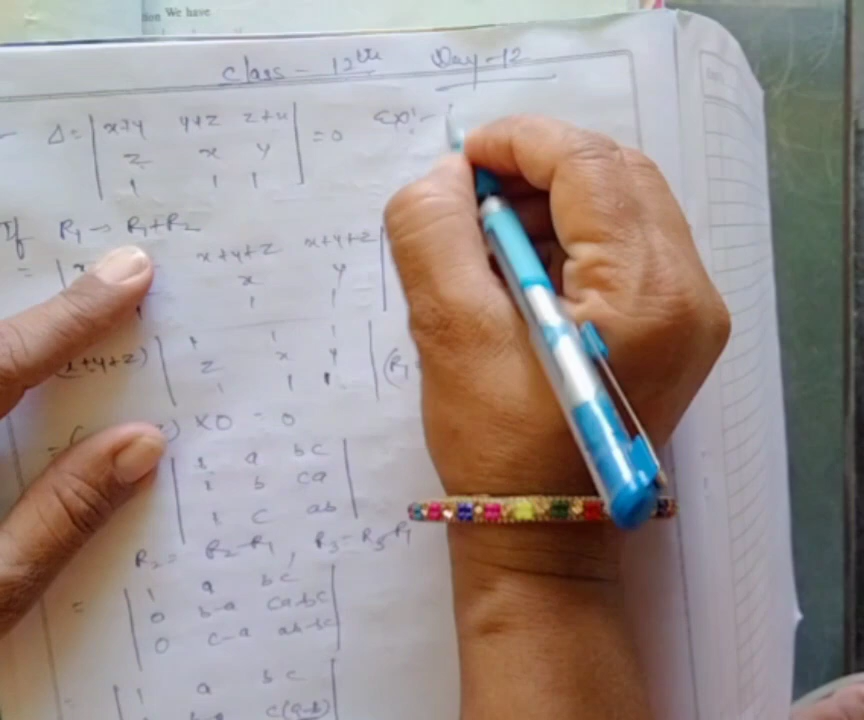 We have
Class - 12th Day - 12
Δ = | x+y y+z z+x | = 0
z x y
1 1 1
If R1 → R1+R2
= | x+y+z x+y+z |
x y
1 1
(x+y+z) | 1 1 1 |
z x y
1 1 1
× 0 = 0
| 1 a bc |
1 b ca
1 c ab
R2 = R2-R1, R3 = R3-R1
= | 1 a bc |
0 b-a ca-bc
0 c-a ab-bc
= | 1 a bc |
c(a-b)